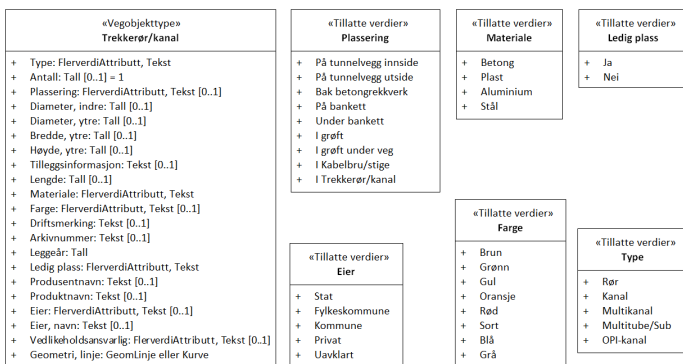 «Vegobjekttype»
Trekkerør/kanal
+ Type: FlerverdiAttributt, Tekst
+ Antall: Tall [0..1] = 1
+ Plassering: FlerverdiAttributt, Tekst [0..1]
+ Diameter, indre: Tall [0..1]
+ Diameter, ytre: Tall [0..1]
+ Bredde, ytre: Tall [0..1]
+ Høyde, ytre: Tall [0..1]
+ Tilleggsinformasjon: Tekst [0..1]
+ Lengde: Tall [0..1]
+ Materiale: FlerverdiAttributt, Tekst
+ Farge: FlerverdiAttributt, Tekst [0..1]
+ Driftsmerking: Tekst [0..1]
+ Arkivnummer: Tekst [0..1]
+ Leggeår: Tall
+ Ledig plass: FlerverdiAttributt, Tekst
+ Produsentnavn: Tekst [0..1]
+ Produktnavn: Tekst [0..1]
+ Eier: FlerverdiAttributt, Tekst [0..1]
+ Eier, navn: Tekst [0..1]
+ Vedlikeholdsansvarlig: FlerverdiAttributt, Tekst [0..1]
+ Geometri, linje: GeomLinje eller Kurve
«Tillatte verdier»
Plassering
+ På tunnelvegg innside
+ På tunnelvegg utside
+ Bak betongrekkverk
+ På bankett
+ Under bankett
+ I grøft
+ I grøft under veg
+ I Kabelbru/stige
+ I Trekkerør/kanal
«Tillatte verdier»
Materiale
+ Betong
+ Plast
+ Aluminium
+ Stål
«Tillatte verdier»
Ledig plass
+ Ja
+ Nei
«Tillatte verdier»
Eier
+ Stat
+ Fylkeskommune
+ Kommune
+ Privat
+ Uavklart
«Tillatte verdier»
Farge
+ Brun
+ Grønn
+ Gul
+ Oransje
+ Rød
+ Sort
+ Blå
+ Grå
«Tillatte verdier»
Type
+ Rør
+ Kanal
+ Multikanal
+ Multitube/Sub
+ OPI-kanal